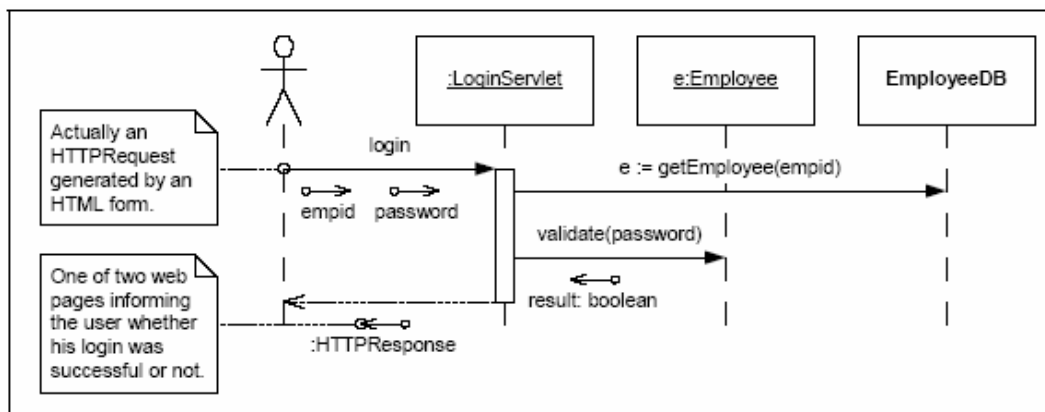 :LoginServlet
e:Employee
EmployeeDB
Actually an
HTTPRequest
generated by an
HTML form.
login
e := getEmployee(empid)
empid
password
validate(password)
One of two web
pages informing
the user whether
his login was
successful or not.
result: boolean
:HTTPResponse